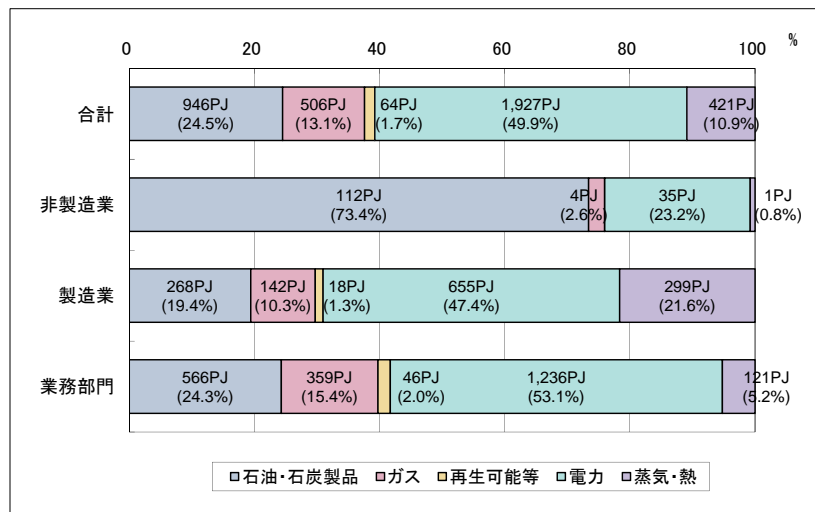 0 20 40 60 80 100 %
合計
946PJ 506PJ 64PJ 1,927PJ 421PJ
(24.5%) (13.1%) (1.7%) (49.9%) (10.9%)
非製造業
112PJ 4PJ 35PJ 1PJ
(73.4%) (2.6%) (23.2%) (0.8%)
製造業
268PJ 142PJ 18PJ 655PJ 299PJ
(19.4%) (10.3%) (1.3%) (47.4%) (21.6%)
業務部門
566PJ 359PJ 46PJ 1,236PJ 121PJ
(24.3%) (15.4%) (2.0%) (53.1%) (5.2%)
石油・石炭製品 ガス 再生可能等 電力 蒸気・熱